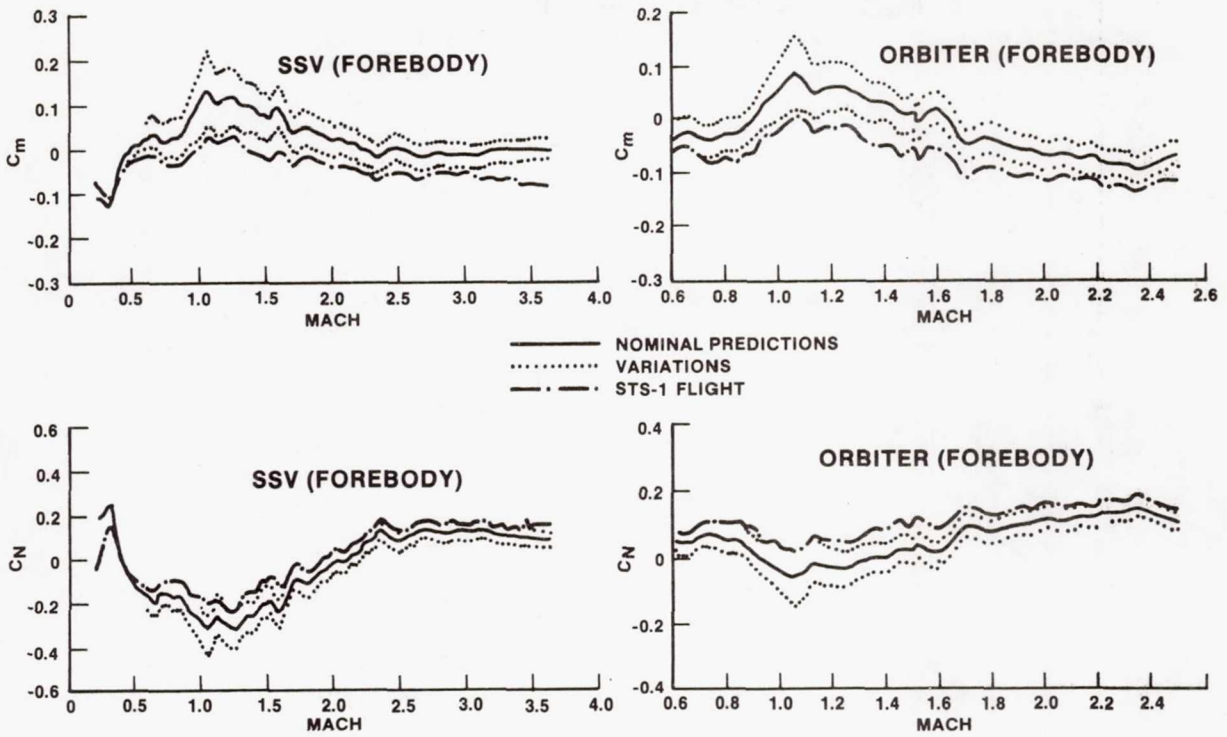 0.3
0.2
0.1
0
-0.1
-0.2
-0.3
Cm
SSV (FOREBODY)
0 0.5 1.0 1.5 2.0 2.5 3.0 3.5 4.0
MACH
0.2
0.1
0
-0.1
-0.2
-0.3
Cm
ORBITER (FOREBODY)
0.6 0.8 1.0 1.2 1.4 1.6 1.8 2.0 2.2 2.4 2.6
MACH
NOMINAL PREDICTIONS
VARIATIONS
STS-1 FLIGHT
0.6
0.4
0.2
0
-0.2
-0.4
-0.6
CN
SSV (FOREBODY)
0 0.5 1.0 1.5 2.0 2.5 3.0 3.5 4.0
MACH
0.4
0.2
0
-0.2
-0.4
CN
ORBITER (FOREBODY)
0.6 0.8 1.0 1.2 1.4 1.6 1.8 2.0 2.2 2.4
MACH